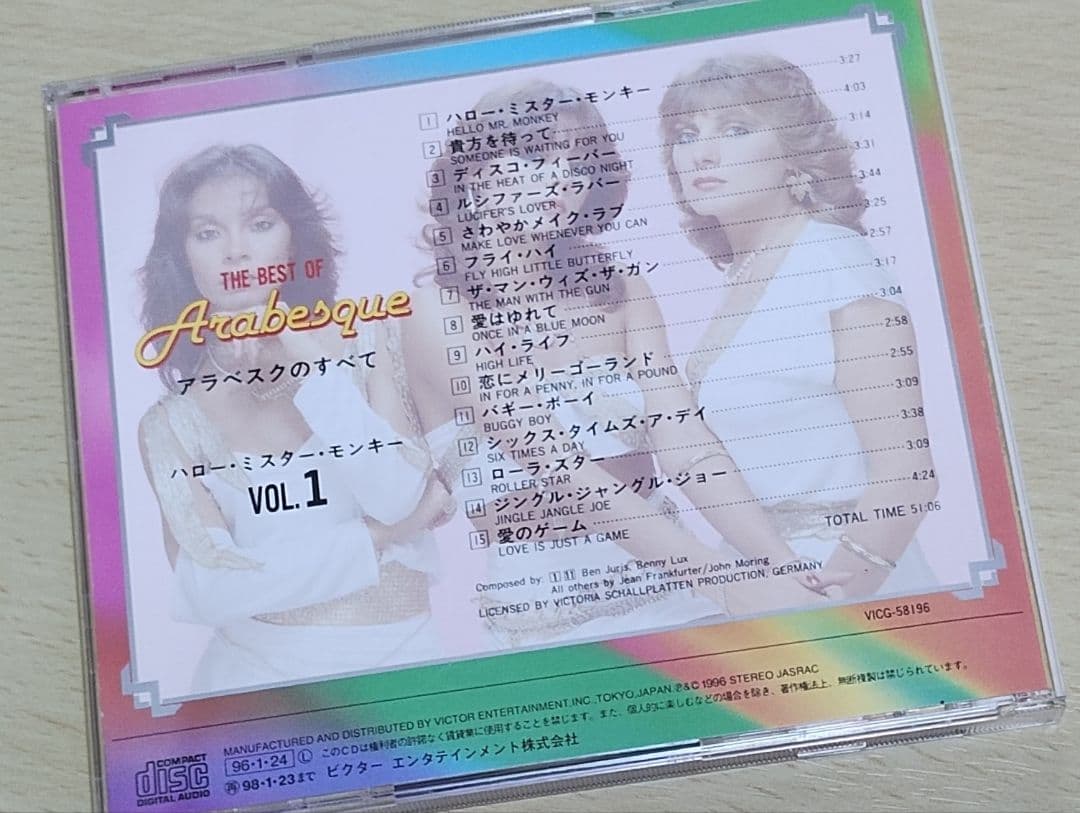 THE BEST OF
Arabesque
アラベスクのすべて
ハロー・ミスター・モンキー
VOL.1
1 ハロー・ミスター・モンキー 3:27
HELLO MR. MONKEY
2 貴方を待って 4:03
SOMEONE IS WAITING FOR YOU
3 ディスコ・フィーバー 3:14
IN THE HEAT OF A DISCO NIGHT
4 ルシファーズ・ラバー 3:31
LUCIFER'S LOVER
5 さわやかメイク・ラブ 3:44
MAKE LOVE WHENEVER YOU CAN
6 フライ・ハイ 3:25
FLY HIGH LITTLE BUTTERFLY
7 ザ・マン・ウィズ・ザ・ガン 2:57
THE MAN WITH THE GUN
8 愛はゆれて 3:17
ONCE IN A BLUE MOON
9 ハイ・ライフ 3:04
HIGH LIFE
10 恋にメリーゴーランド 2:58
IN FOR A PENNY, IN FOR A POUND
11 バギー・ボーイ 2:55
BUGGY BOY
12 シックス・タイムズ・ア・デイ 3:09
SIX TIMES A DAY
13 ローラ・スター 3:38
ROLLER STAR
14 ジングル・ジャングル・ジョー 3:09
JINGLE JANGLE JOE
15 愛のゲーム 4:24
LOVE IS JUST A GAME
TOTAL TIME 51:06
Composed by: 1 11 Ben Juris, Benny Lux
All others by Jean Frankfurter/John Moring
LICENSED BY VICTORIA SCHALLPLATTEN PRODUCTION, GERMANY
VICG-58196
MANUFACTURED AND DISTRIBUTED BY VICTOR ENTERTAINMENT,INC.,TOKYO,JAPAN.℗&© 1996 STEREO JASRAC
96・1・24 Ⓛ このCDは権利者の許諾なく賃貸業に使用することを禁じます。また、個人的に楽しむなどの場合を除き、著作権法上、無断複製は禁じられています。
再98・1・23まで ビクター エンタテインメント株式会社
COMPACT
disc
DIGITAL AUDIO